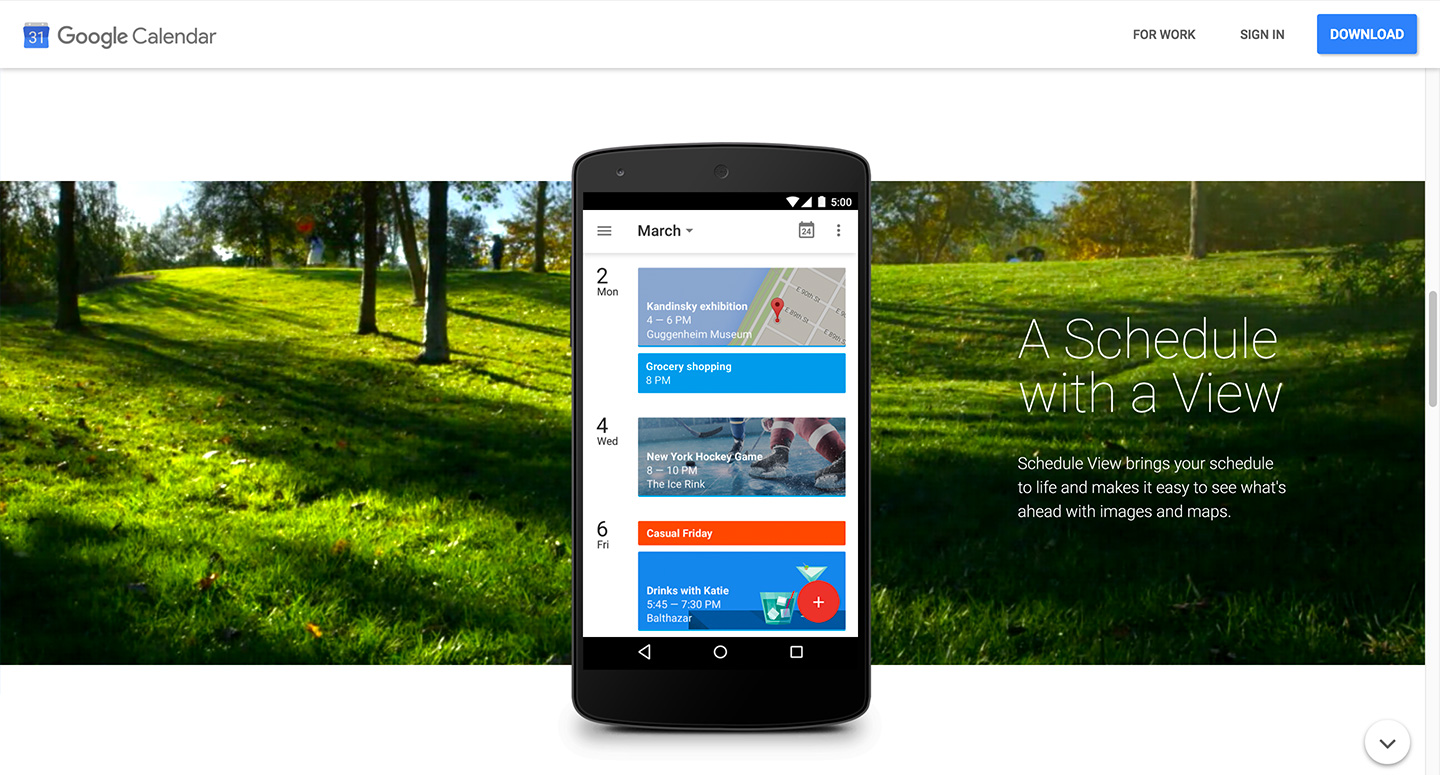 31 Google Calendar
FOR WORK
SIGN IN
DOWNLOAD
5:00
March
24
2
Mon
Kandinsky exhibition
4 — 6 PM
Guggenheim Museum
E 90th St
E 89th St
Grocery shopping
8 PM
4
Wed
New York Hockey Game
8 — 10 PM
The Ice Rink
6
Fri
Casual Friday
Drinks with Katie
5:45 — 7:30 PM
Balthazar
A Schedule
with a View
Schedule View brings your schedule
to life and makes it easy to see what's
ahead with images and maps.